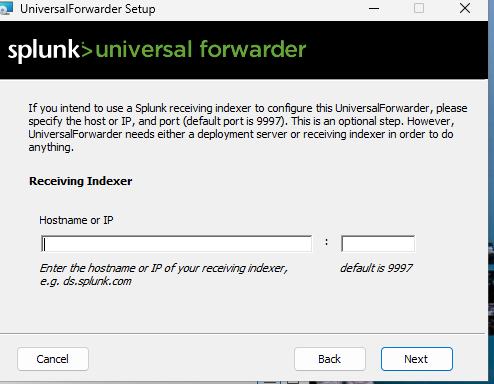 UniversalForwarder Setup
splunk>universal forwarder
If you intend to use a Splunk receiving indexer to configure this UniversalForwarder, please
specify the host or IP, and port (default port is 9997). This is an optional step. However,
UniversalForwarder needs either a deployment server or receiving indexer in order to do
anything.
Receiving Indexer
Hostname or IP
:
Enter the hostname or IP of your receiving indexer,
e.g. ds.splunk.com
default is 9997
Cancel
Back
Next